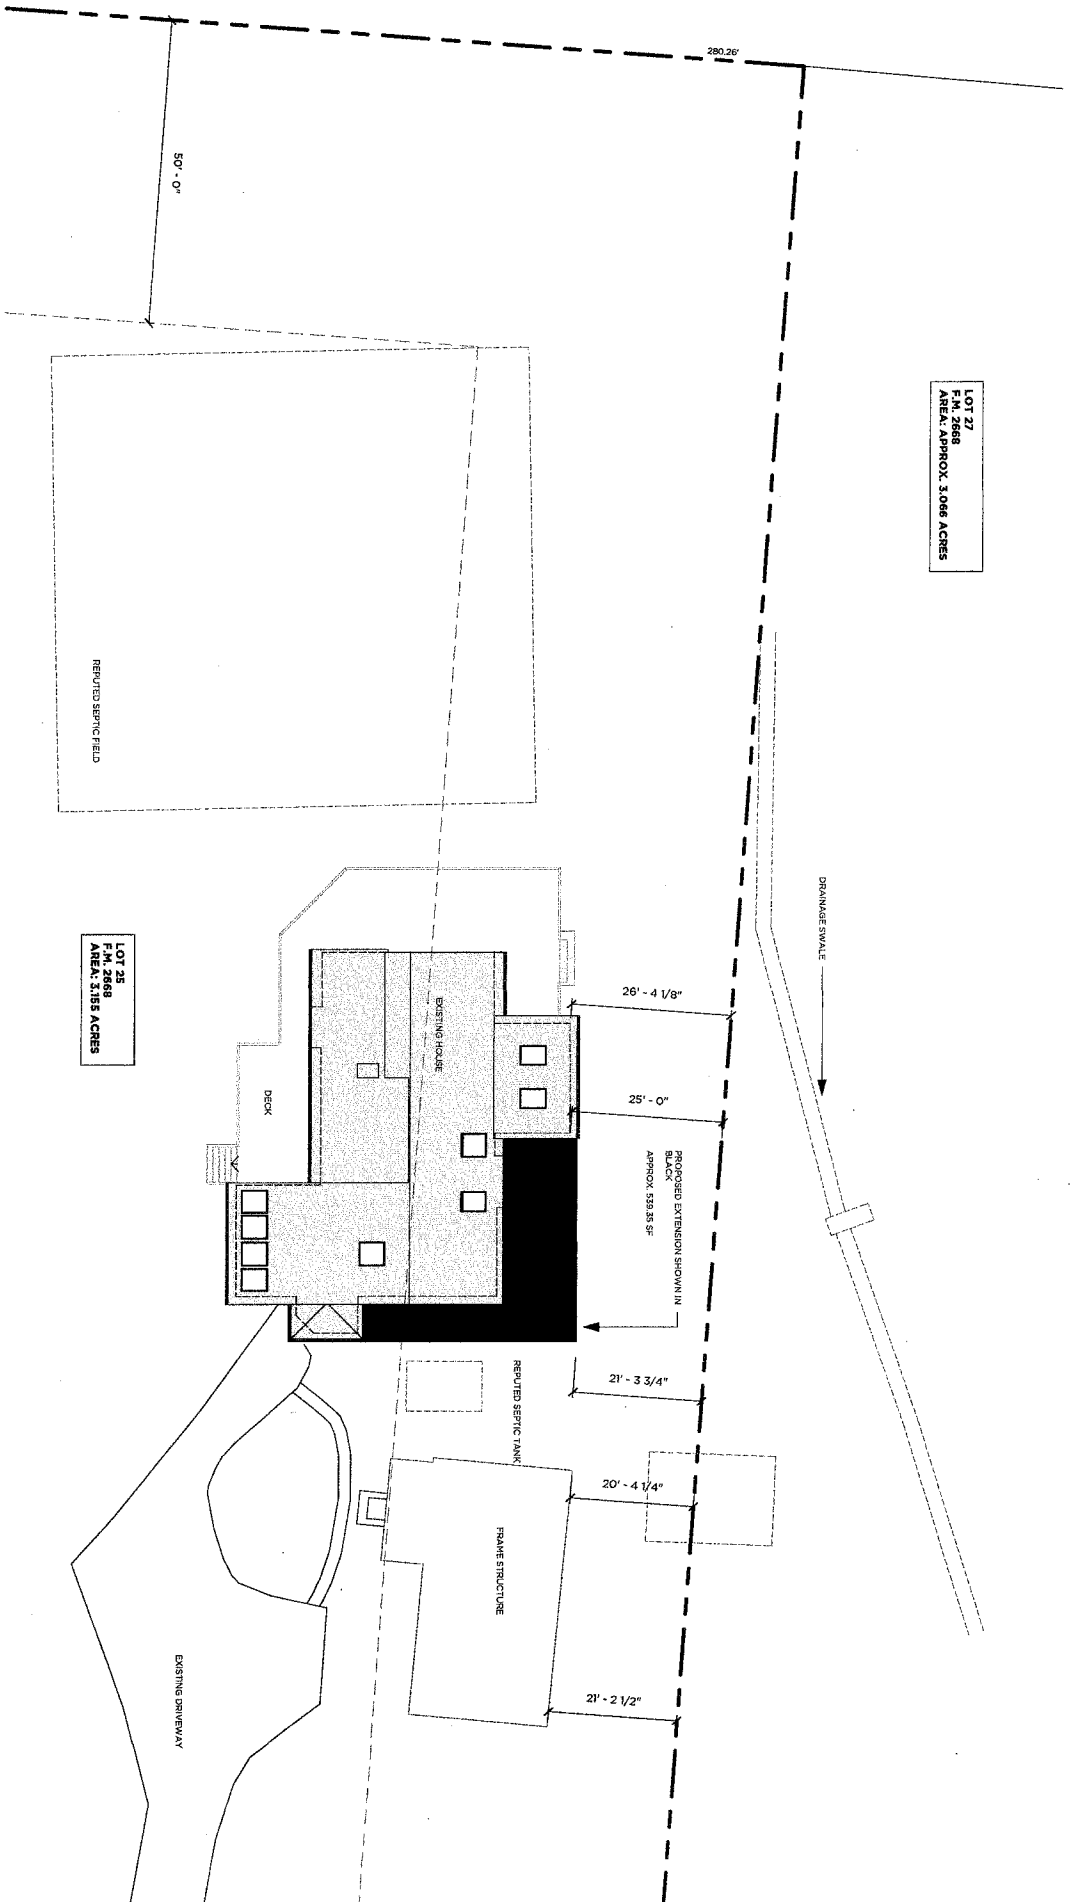 280.26'
50' - 0"
LOT 27
F.M. 2668
AREA: APPROX. 3.066 ACRES
REPUTED SEPTIC FIELD
DRAINAGE SWALE
LOT 25
F.M. 2668
AREA: 3.155 ACRES
EXISTING HOUSE
26' - 4 1/8"
DECK
25' - 0"
PROPOSED EXTENSION SHOWN IN
BLACK
APPROX. 539.35 SF
REPUTED SEPTIC TANK
21' - 3 3/4"
20' - 4 1/4"
FRAME STRUCTURE
21' - 2 1/2"
EXISTING DRIVEWAY